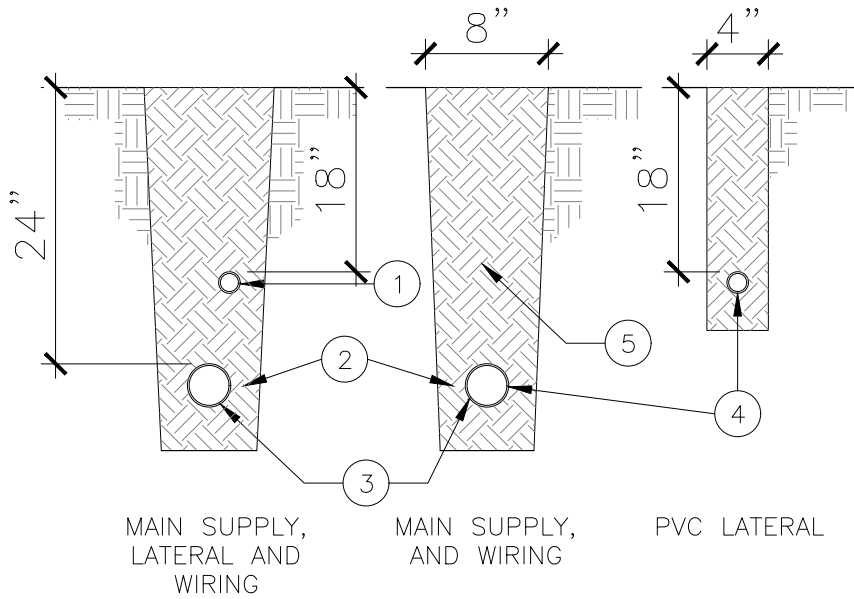 8”
4”
24”
18”
18”
1
2
5
4
3
MAIN SUPPLY,
LATERAL AND
WIRING
MAIN SUPPLY,
AND WIRING
PVC LATERAL